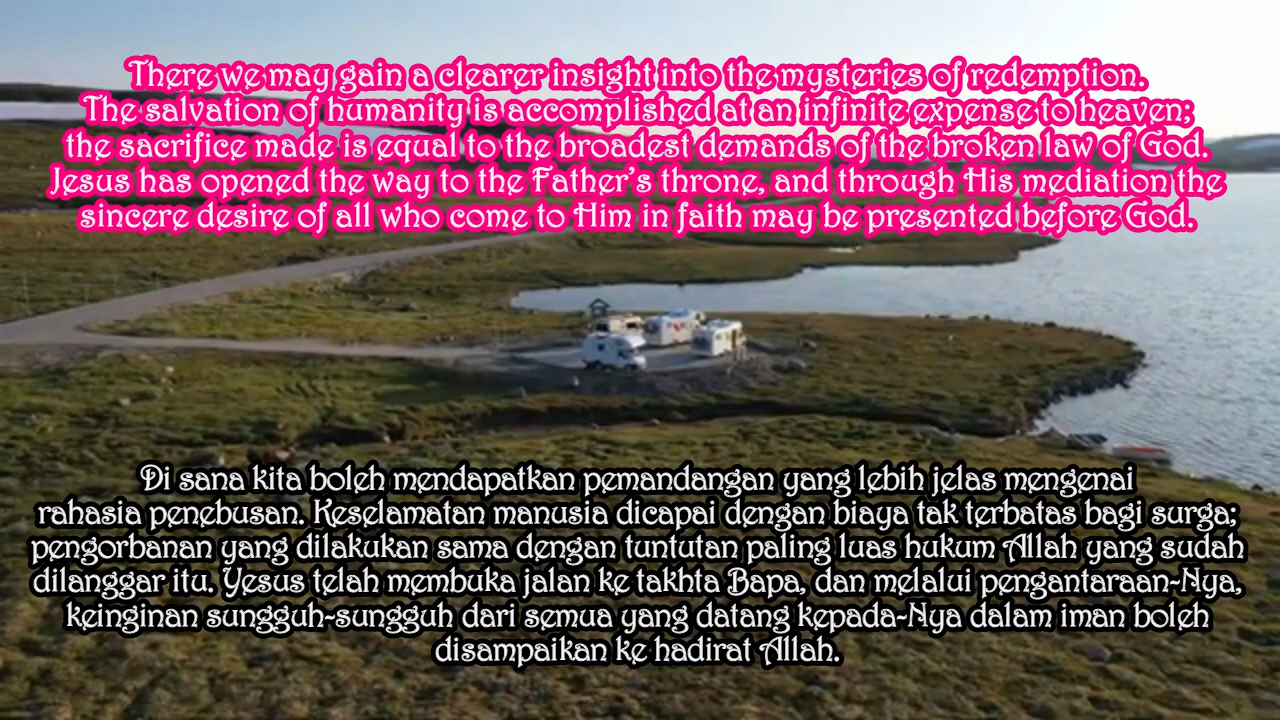 There we may gain a clearer insight into the mysteries of redemption.
The salvation of humanity is accomplished at an infinite expense to heaven;
the sacrifice made is equal to the broadest demands of the broken law of God.
Jesus has opened the way to the Father's throne, and through His mediation the
sincere desire of all who come to Him in faith may be presented before God.
Di sana kita boleh mendapatkan pemandangan yang lebih jelas mengenai
rahasia penebusan. Keselamatan manusia dicapai dengan biaya tak terbatas bagi surga;
pengorbanan yang dilakukan sama dengan tuntutan paling luas hukum Allah yang sudah
dilanggar itu. Yesus telah membuka jalan ke takhta Bapa, dan melalui pengantaraan-Nya,
keinginan sungguh-sungguh dari semua yang datang kepada-Nya dalam iman boleh
disampaikan ke hadirat Allah.